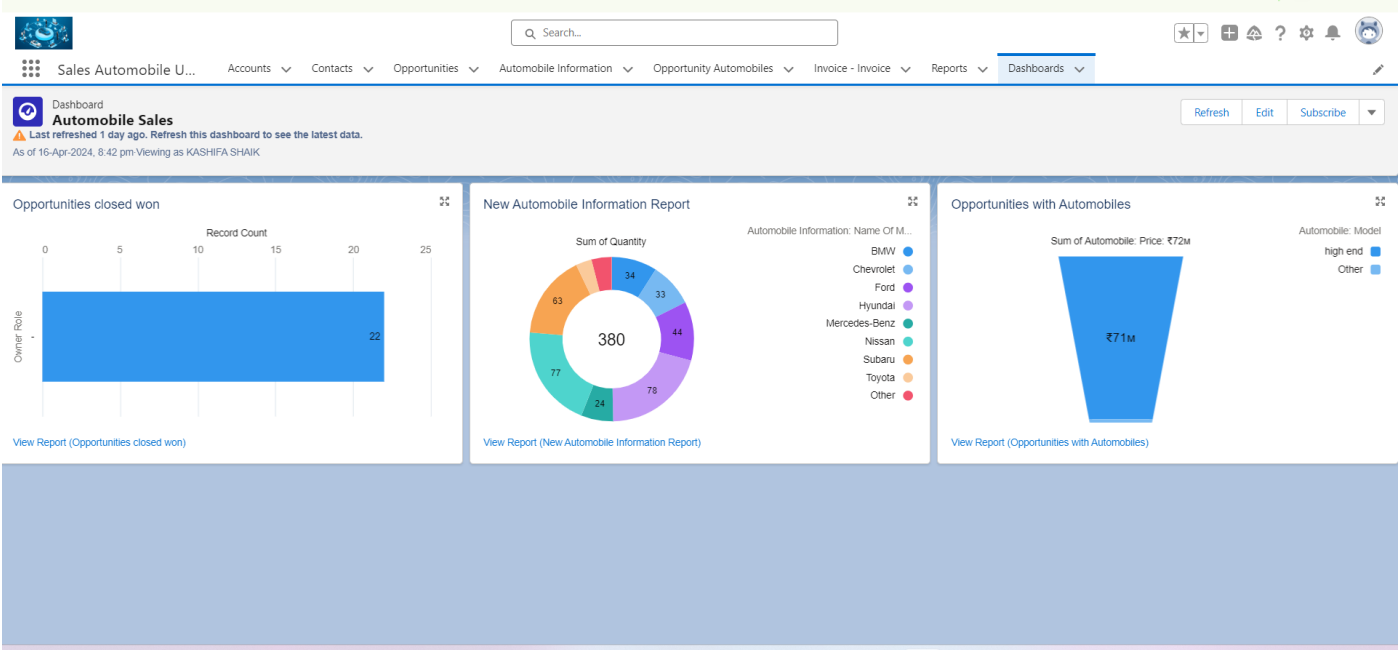 Search...
Sales Automobile U...
Accounts
Contacts
Opportunities
Automobile Information
Opportunity Automobiles
Invoice - Invoice
Reports
Dashboards
Dashboard
Automobile Sales
Last refreshed 1 day ago. Refresh this dashboard to see the latest data.
As of 16-Apr-2024, 8:42 pm·Viewing as KASHIFA SHAIK
Refresh
Edit
Subscribe
Opportunities closed won
Record Count
0 5 10 15 20 25
Owner Role
-
22
View Report (Opportunities closed won)
New Automobile Information Report
Sum of Quantity
34
33
44
78
24
77
63
380
Automobile Information: Name Of M...
BMW
Chevrolet
Ford
Hyundai
Mercedes-Benz
Nissan
Subaru
Toyota
Other
View Report (New Automobile Information Report)
Opportunities with Automobiles
Sum of Automobile: Price: ₹72M
₹71M
Automobile: Model
high end
Other
View Report (Opportunities with Automobiles)